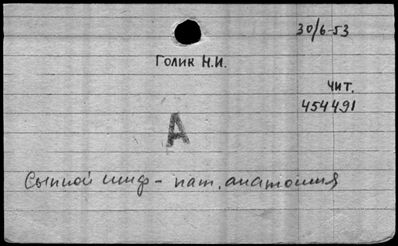 30/6-53
Голик Н.И.
чит.
454491
А
Сыпной тиф - пат. анатомия